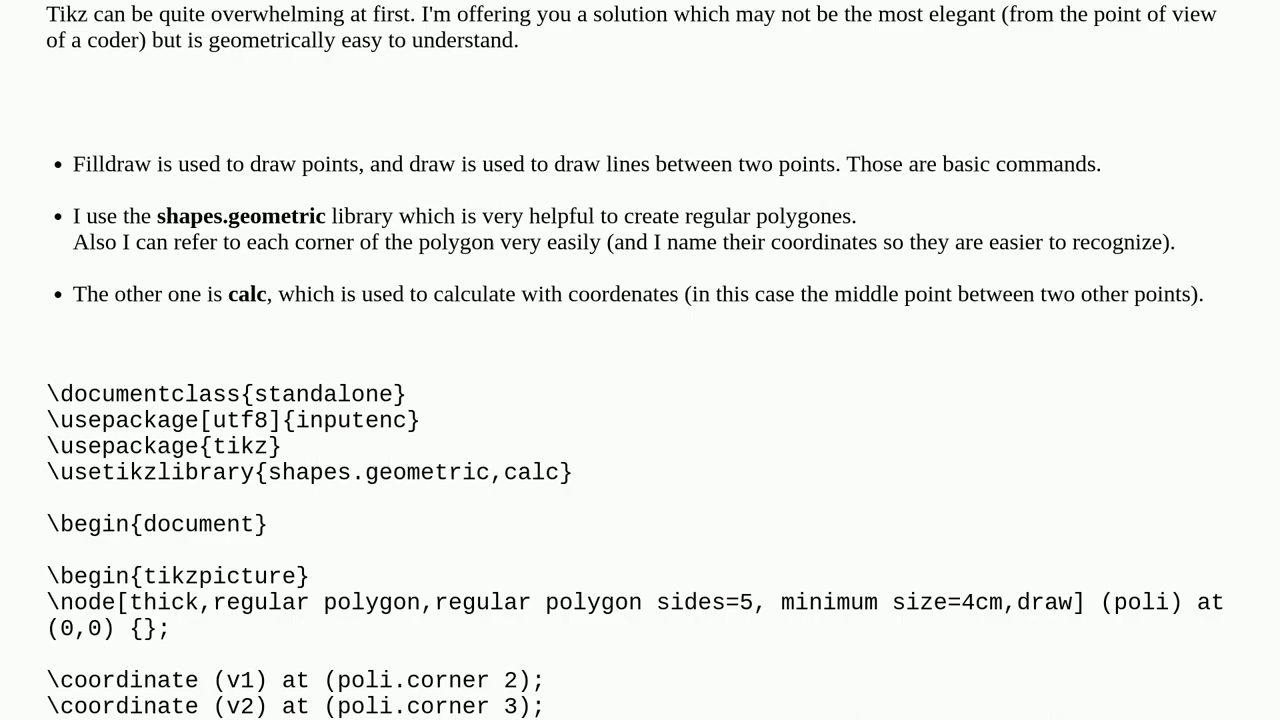 Tikz can be quite overwhelming at first. I'm offering you a solution which may not be the most elegant (from the point of view
of a coder) but is geometrically easy to understand.
• Filldraw is used to draw points, and draw is used to draw lines between two points. Those are basic commands.
• I use the shapes.geometric library which is very helpful to create regular polygones.
Also I can refer to each corner of the polygon very easily (and I name their coordinates so they are easier to recognize).
• The other one is calc, which is used to calculate with coordenates (in this case the middle point between two other points).
\documentclass{standalone}
\usepackage[utf8]{inputenc}
\usepackage{tikz}
\usetikzlibrary{shapes.geometric,calc}
\begin{document}
\begin{tikzpicture}
\node[thick,regular polygon,regular polygon sides=5, minimum size=4cm,draw] (poli) at
(0,0) {};
\coordinate (v1) at (poli.corner 2);
\coordinate (v2) at (poli.corner 3);